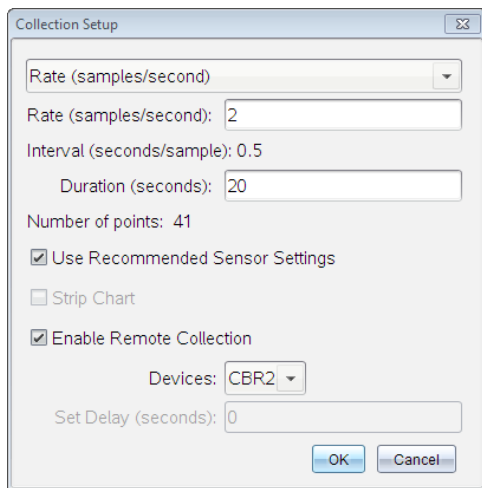 Collection Setup
Rate (samples/second)
Rate (samples/second): 2
Interval (seconds/sample): 0.5
Duration (seconds): 20
Number of points: 41
Use Recommended Sensor Settings
Strip Chart
Enable Remote Collection
Devices: CBR2
Set Delay (seconds): 0
OK Cancel